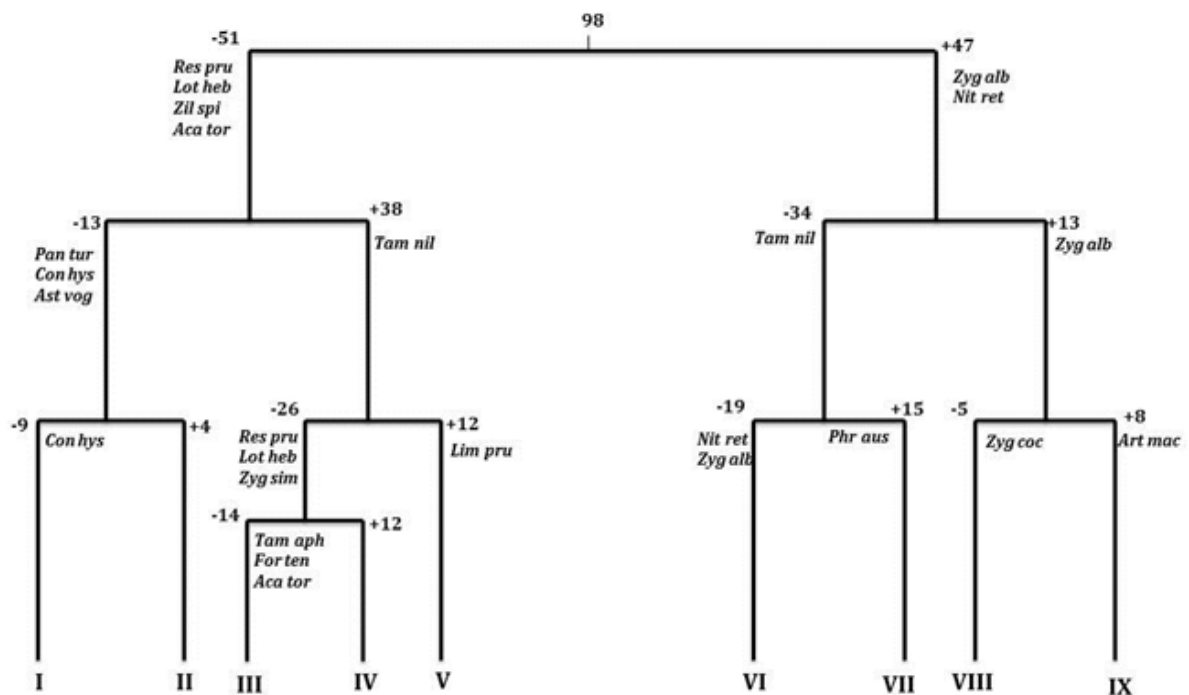 98
-51
+47
Res pru
Lot heb
Zil spi
Aca tor
Zyg alb
Nit ret
-13
+38
-34
+13
Pan tur
Con hys
Ast vog
Tam nil
Tam nil
Zyg alb
-9
+4
-26
+12
-19
+15
-5
+8
Con hys
Res pru
Lot heb
Zyg sim
Lim pru
Nit ret
Zyg alb
Phr aus
Zyg coc
Art mac
-14
+12
Tam aph
For ten
Aca tor
I II III IV V VI VII VIII IX